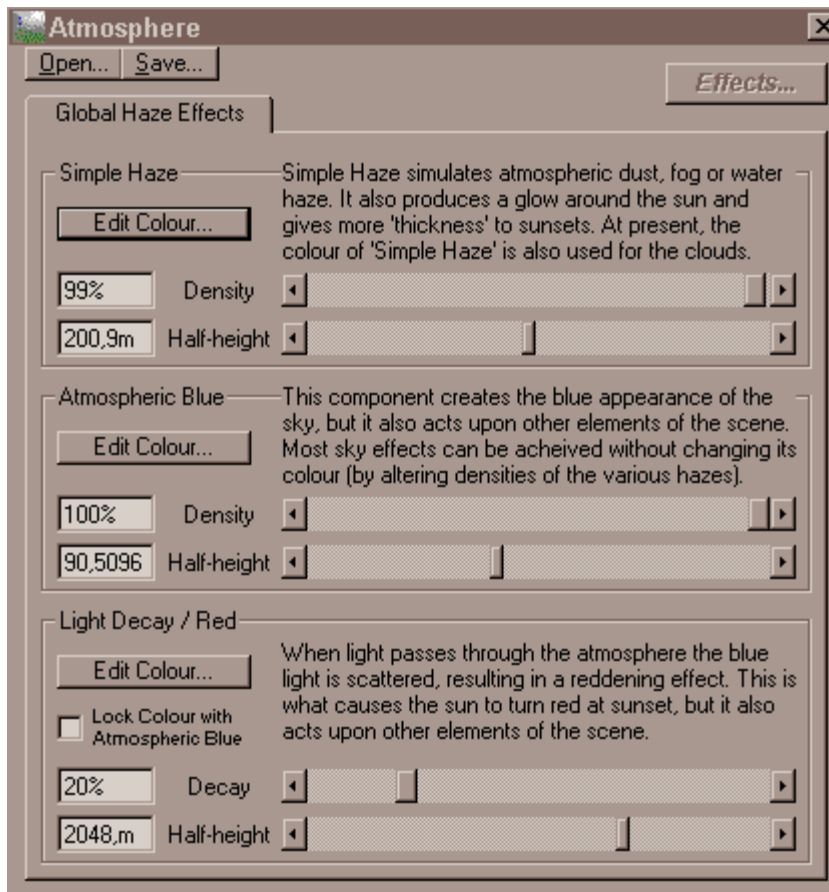 Atmosphere
Open... Save...
Effects...
Global Haze Effects
Simple Haze
Simple Haze simulates atmospheric dust, fog or water
haze. It also produces a glow around the sun and
gives more 'thickness' to sunsets. At present, the
colour of 'Simple Haze' is also used for the clouds.
Edit Colour...
99% Density
200,9m Half-height
Atmospheric Blue
This component creates the blue appearance of the
sky, but it also acts upon other elements of the scene.
Most sky effects can be acheived without changing its
colour (by altering densities of the various hazes).
Edit Colour...
100% Density
90,5096 Half-height
Light Decay / Red
When light passes through the atmosphere the blue
light is scattered, resulting in a reddening effect. This is
what causes the sun to turn red at sunset, but it also
acts upon other elements of the scene.
Edit Colour...
Lock Colour with
Atmospheric Blue
20% Decay
2048,m Half-height